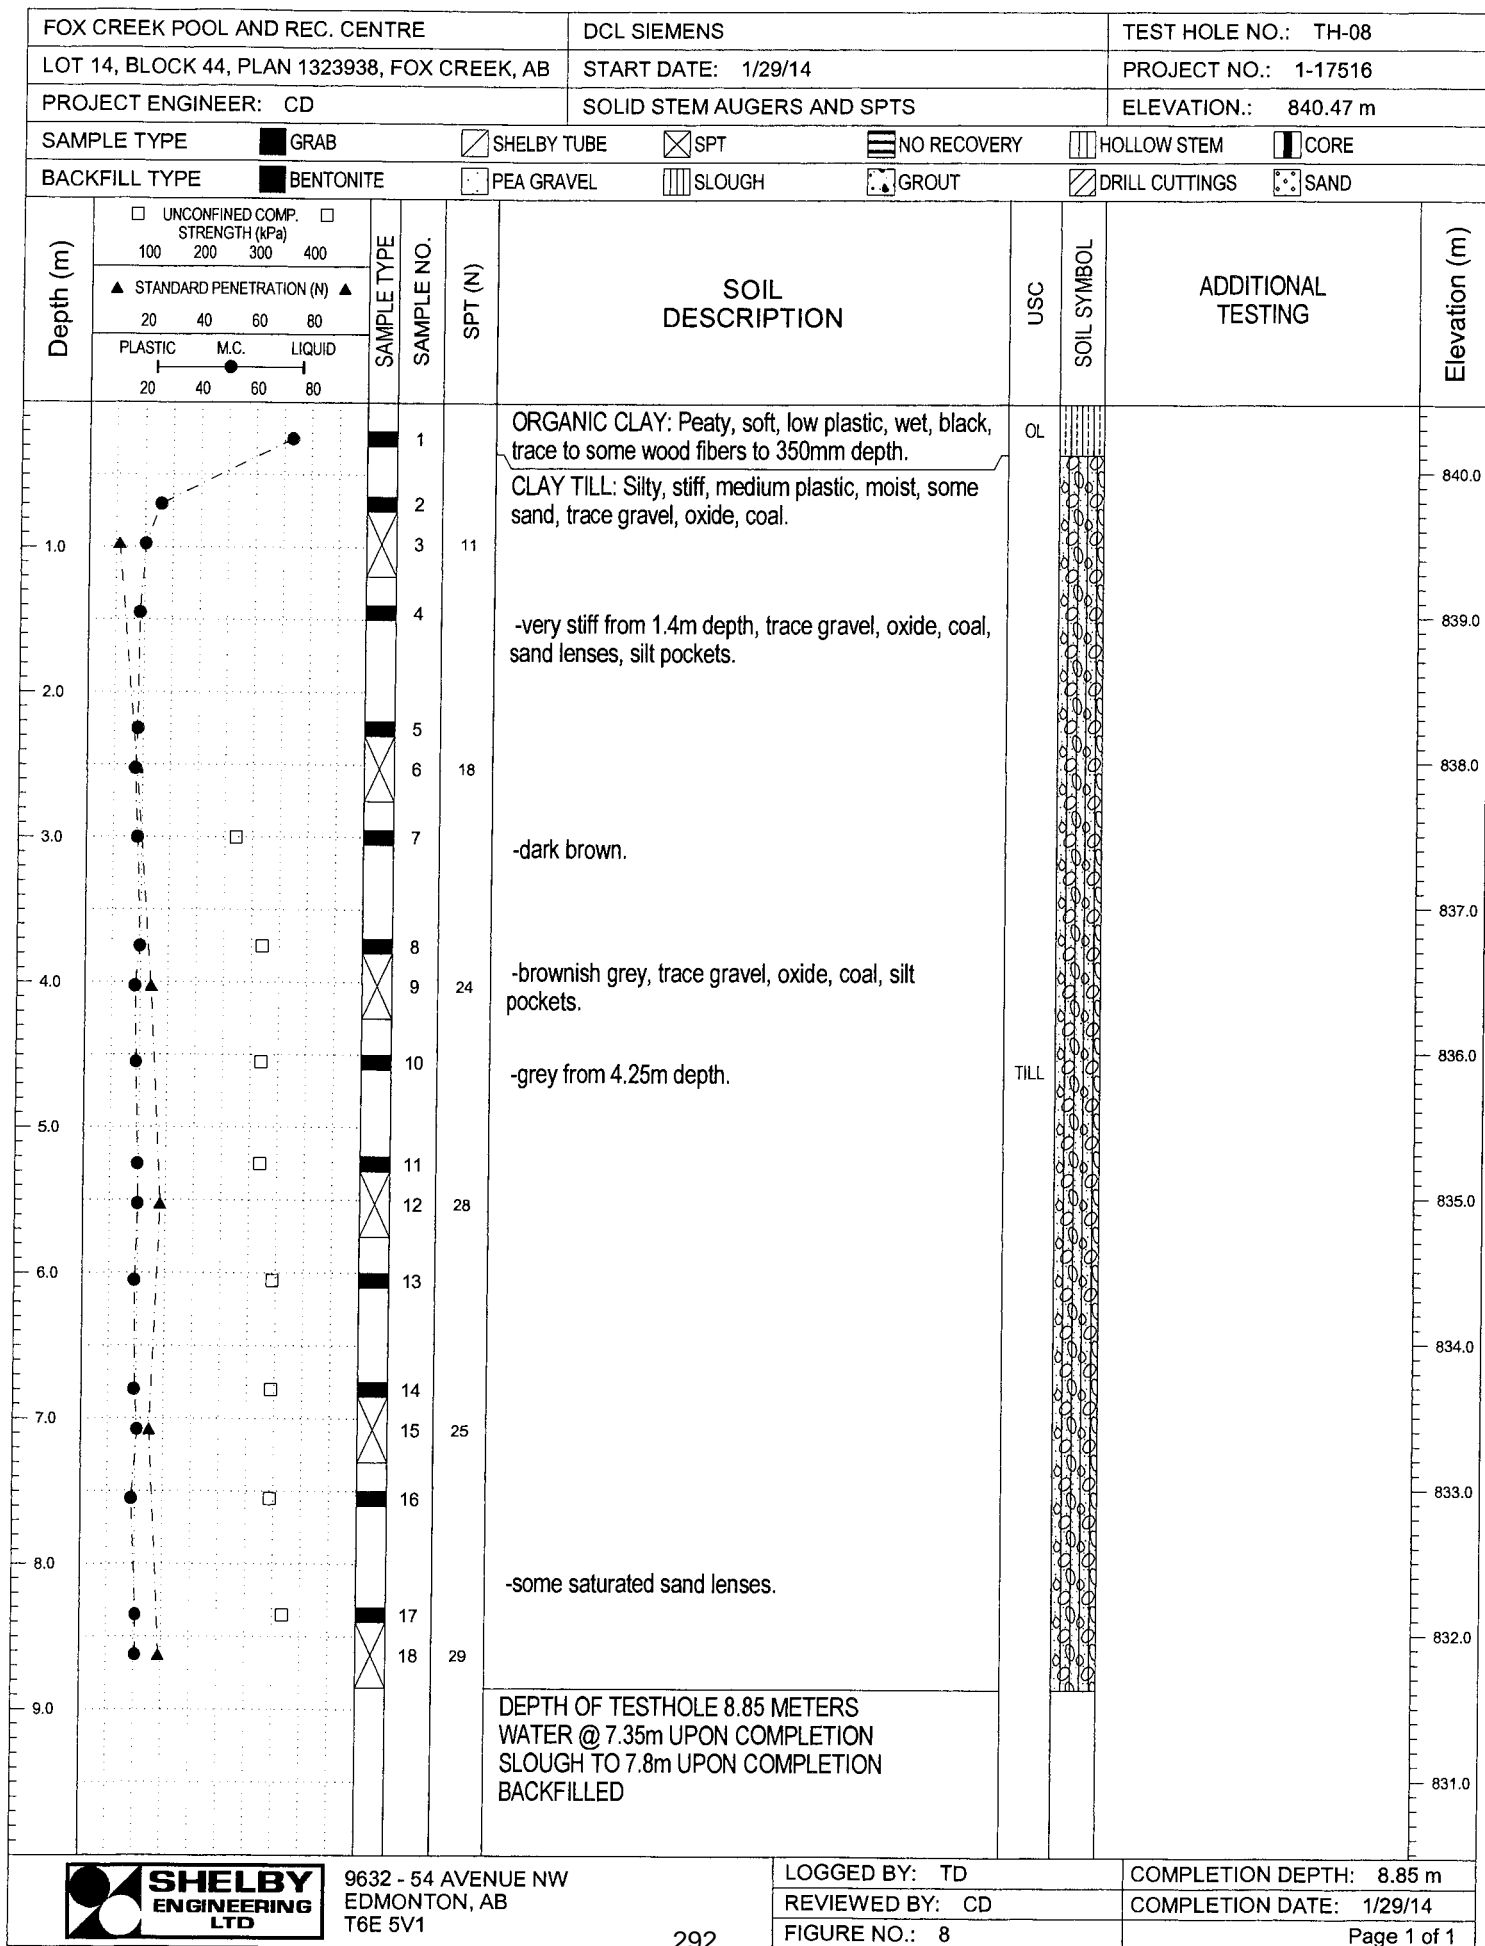 FOX CREEK POOL AND REC. CENTRE
DCL SIEMENS
TEST HOLE NO.: TH-08
LOT 14, BLOCK 44, PLAN 1323938, FOX CREEK, AB
START DATE: 1/29/14
PROJECT NO.: 1-17516
PROJECT ENGINEER: CD
SOLID STEM AUGERS AND SPTS
ELEVATION.: 840.47 m
SAMPLE TYPE GRAB SHELBY TUBE SPT NO RECOVERY HOLLOW STEM CORE
BACKFILL TYPE BENTONITE PEA GRAVEL SLOUGH GROUT DRILL CUTTINGS SAND
Depth (m)
UNCONFINED COMP.
STRENGTH (kPa)
100 200 300 400
STANDARD PENETRATION (N)
20 40 60 80
PLASTIC M.C. LIQUID
20 40 60 80
SAMPLE TYPE
SAMPLE NO.
SPT (N)
SOIL
DESCRIPTION
USC
SOIL SYMBOL
ADDITIONAL
TESTING
Elevation (m)
ORGANIC CLAY: Peaty, soft, low plastic, wet, black,
1
OL
trace to some wood fibers to 350mm depth.
840.0
CLAY TILL: Silty, stiff, medium plastic, moist, some
2
sand, trace gravel, oxide, coal.
1.0
3
11
4
-very stiff from 1.4m depth, trace gravel, oxide, coal,
839.0
sand lenses, silt pockets.
2.0
5
6
18
838.0
3.0
7
-dark brown.
837.0
8
-brownish grey, trace gravel, oxide, coal, silt
4.0
9
24
pockets.
836.0
10
-grey from 4.25m depth.
TILL
5.0
11
12
28
835.0
6.0
13
834.0
14
7.0
15
25
16
833.0
8.0
-some saturated sand lenses.
17
832.0
18
29
9.0
DEPTH OF TESTHOLE 8.85 METERS
WATER @ 7.35m UPON COMPLETION
SLOUGH TO 7.8m UPON COMPLETION
BACKFILLED
831.0
SHELBY
ENGINEERING
LTD
9632 - 54 AVENUE NW
EDMONTON, AB
T6E 5V1
292
LOGGED BY: TD
COMPLETION DEPTH: 8.85 m
REVIEWED BY: CD
COMPLETION DATE: 1/29/14
FIGURE NO.: 8
Page 1 of 1